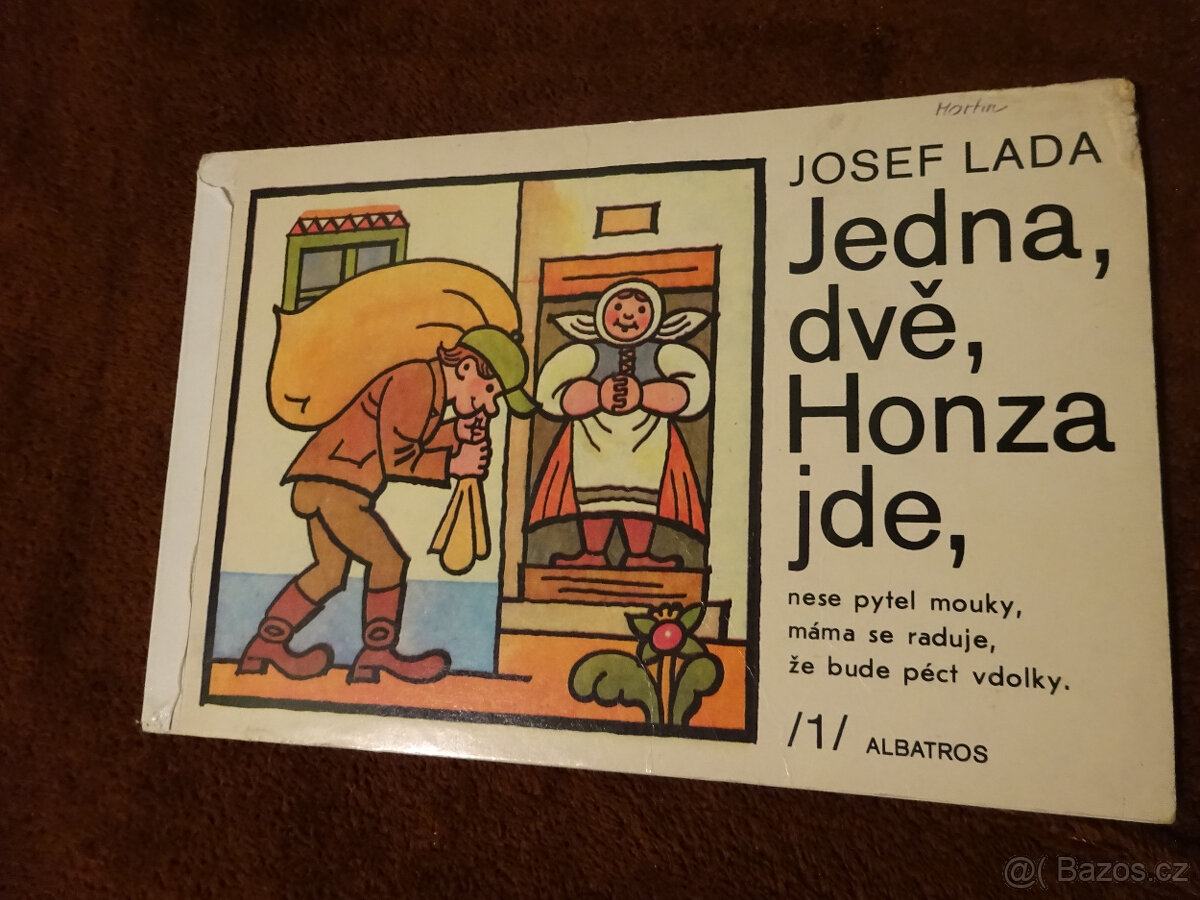 Martin
JOSEF LADA
Jedna,
dvě,
Honza
jde,
nese pytel mouky,
máma se raduje,
že bude péct vdolky.
/1/ ALBATROS
@( Bazos.cz